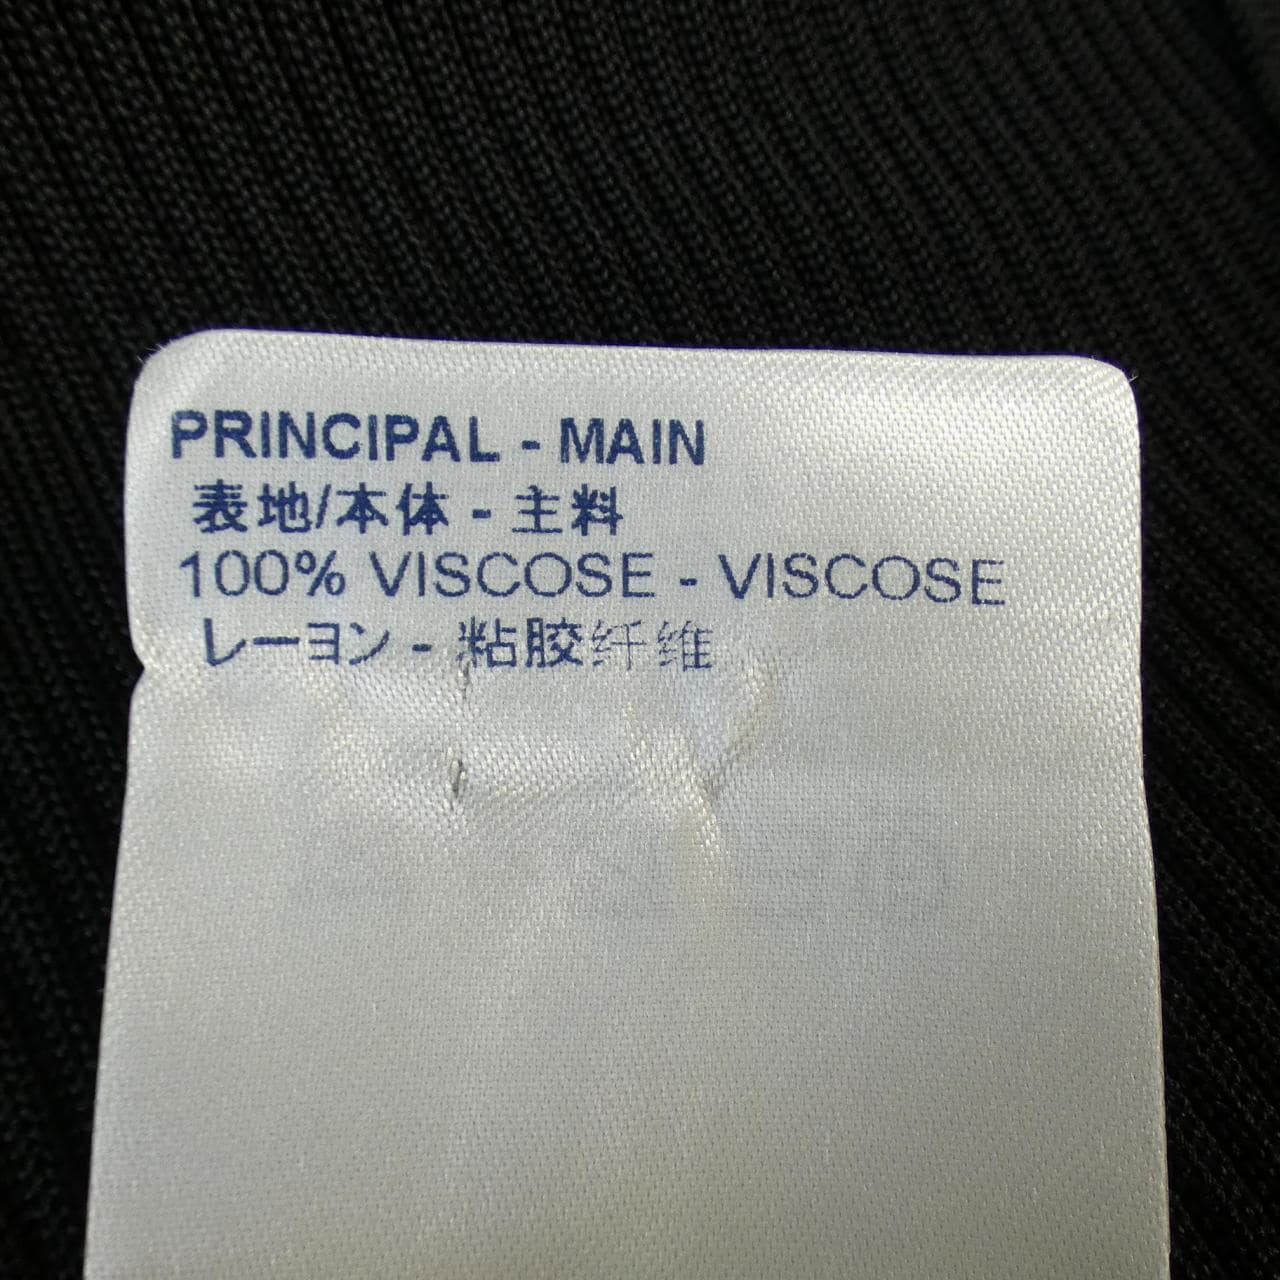 PRINCIPAL - MAIN
表地/本体 - 主料
100% VISCOSE - VISCOSE
レーヨン - 粘胶纤维